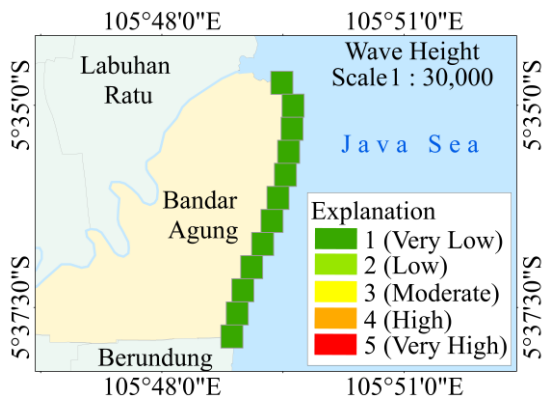 105°48'0"E 105°51'0"E
Wave Height
Scale 1 : 30,000
Labuhan
Ratu
5°35'0"S
5°35'0"S
Java Sea
Bandar
Agung
Explanation
1 (Very Low)
2 (Low)
3 (Moderate)
4 (High)
5 (Very High)
5°37'30"S
5°37'30"S
Berundung
105°48'0"E 105°51'0"E